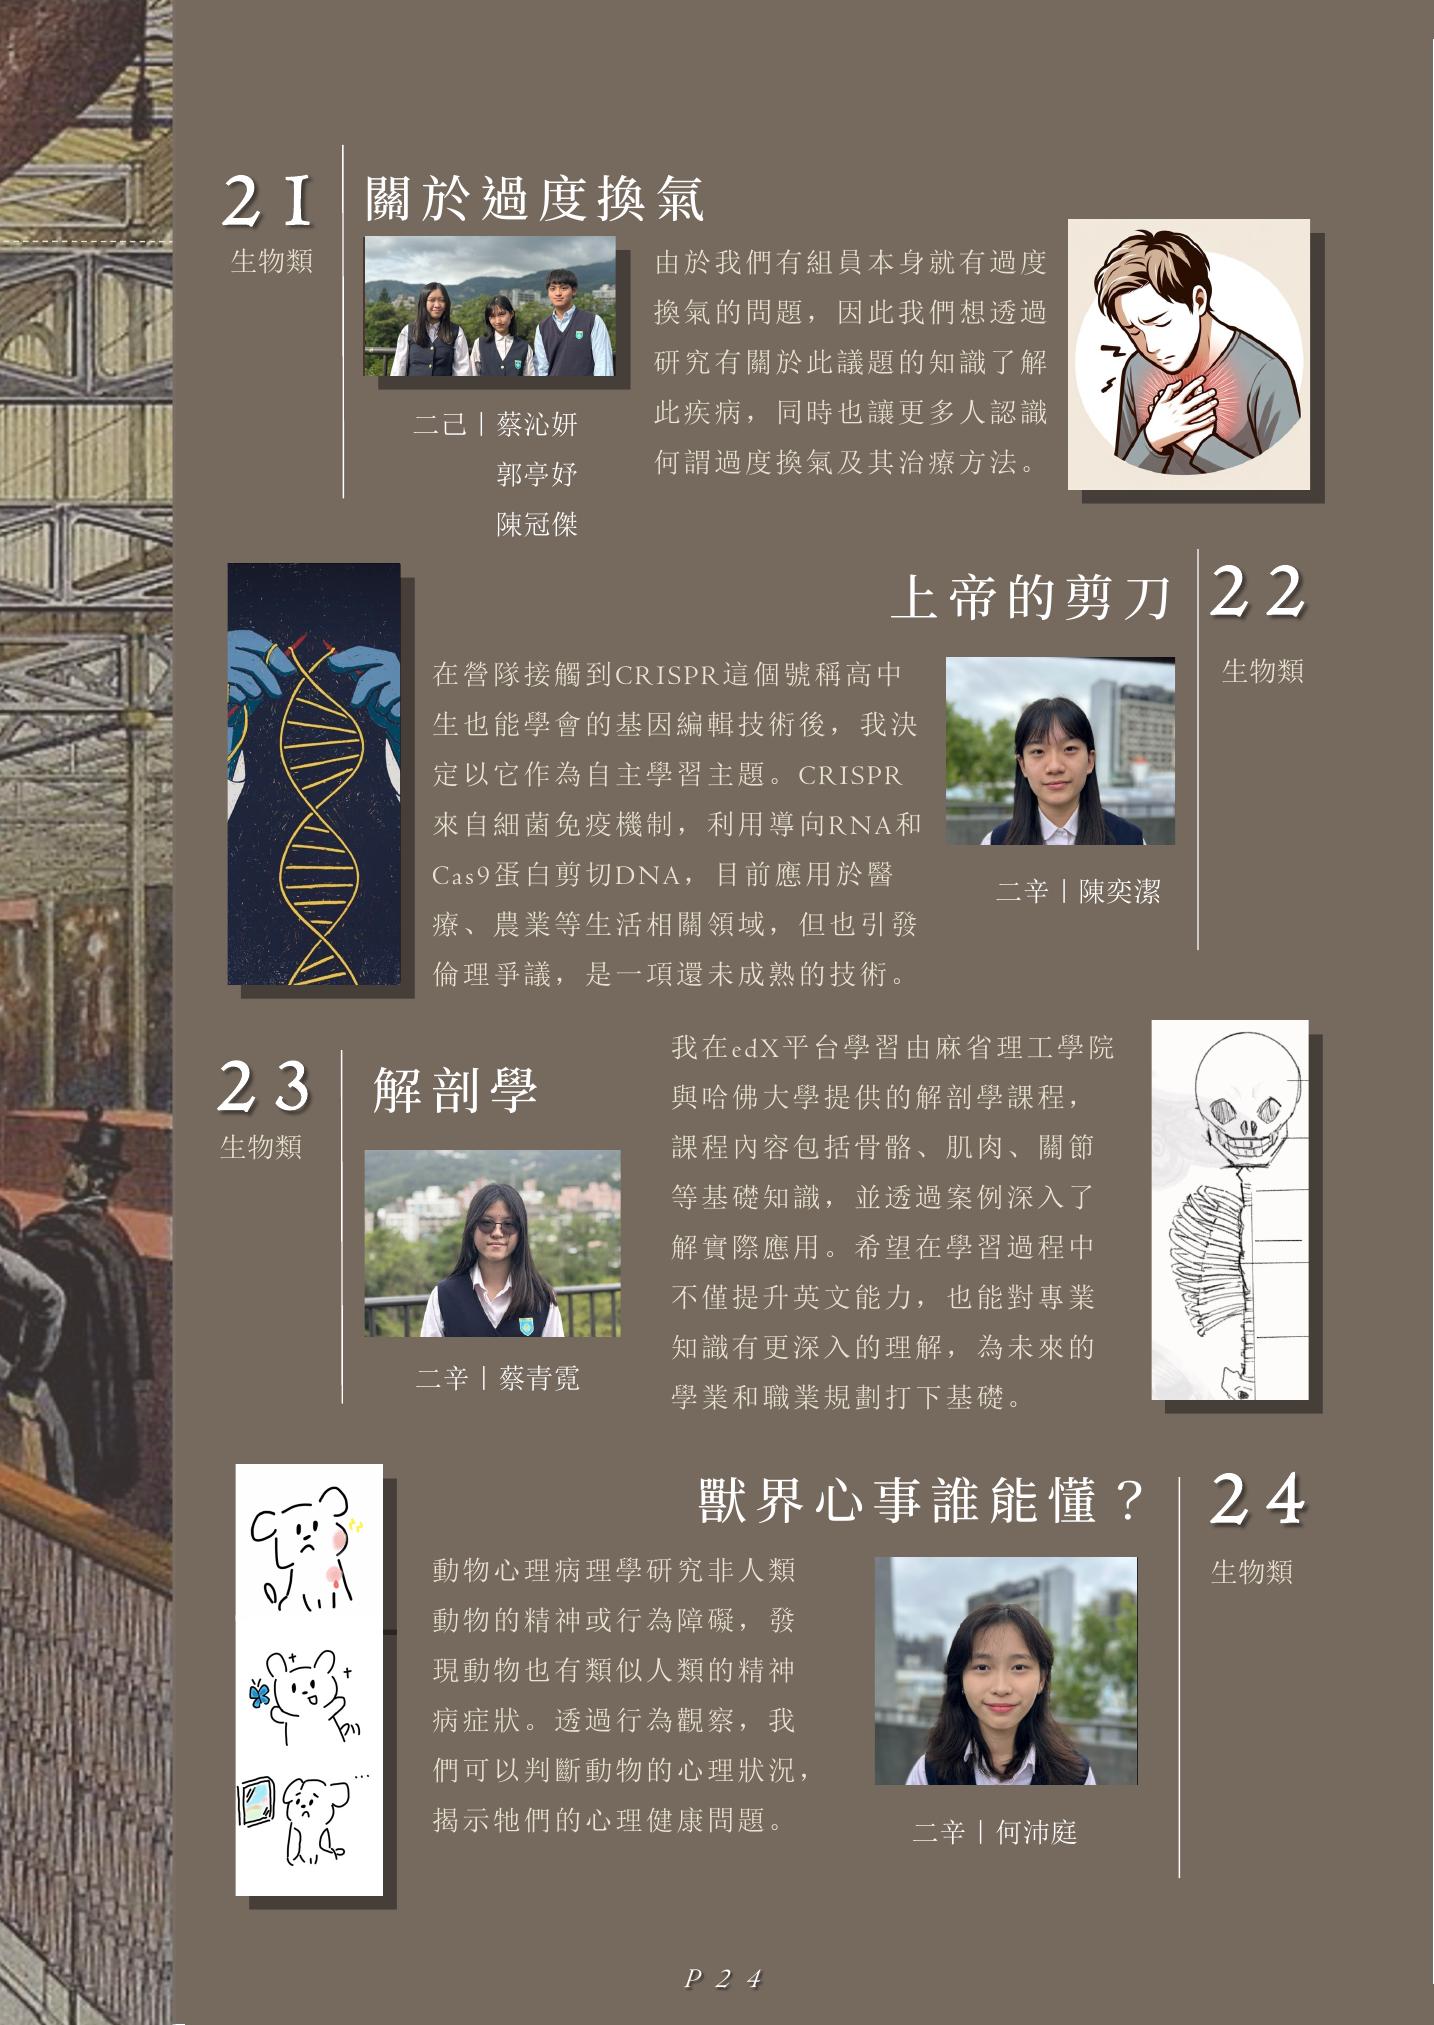 21
生物類
關於過度換氣
二己｜蔡沁妍
郭亭妤
陳冠傑
由於我們有組員本身就有過度
換氣的問題，因此我們想透過
研究有關於此議題的知識了解
此疾病，同時也讓更多人認識
何謂過度換氣及其治療方法。
上帝的剪刀
22
生物類
在營隊接觸到CRISPR這個號稱高中
生也能學會的基因編輯技術後，我決
定以它作為自主學習主題。CRISPR
來自細菌免疫機制，利用導向RNA和
Cas9蛋白剪切DNA，目前應用於醫
療、農業等生活相關領域，但也引發
倫理爭議，是一項還未成熟的技術。
二辛｜陳奕潔
23
生物類
解剖學
二辛｜蔡青霓
我在edX平台學習由麻省理工學院
與哈佛大學提供的解剖學課程，
課程內容包括骨骼、肌肉、關節
等基礎知識，並透過案例深入了
解實際應用。希望在學習過程中
不僅提升英文能力，也能對專業
知識有更深入的理解，為未來的
學業和職業規劃打下基礎。
獸界心事誰能懂？
24
生物類
動物心理病理學研究非人類
動物的精神或行為障礙，發
現動物也有類似人類的精神
病症狀。透過行為觀察，我
們可以判斷動物的心理狀況，
揭示牠們的心理健康問題。
二辛｜何沛庭
P24